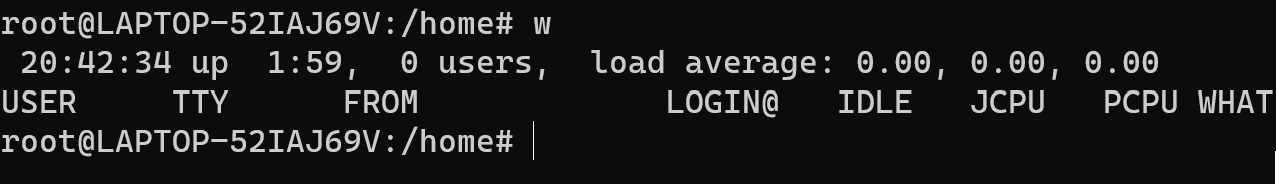 root@LAPTOP-52IAJ69V:/home# w
 20:42:34 up  1:59,  0 users,  load average: 0.00, 0.00, 0.00
USER     TTY      FROM             LOGIN@   IDLE   JCPU   PCPU WHAT
root@LAPTOP-52IAJ69V:/home#